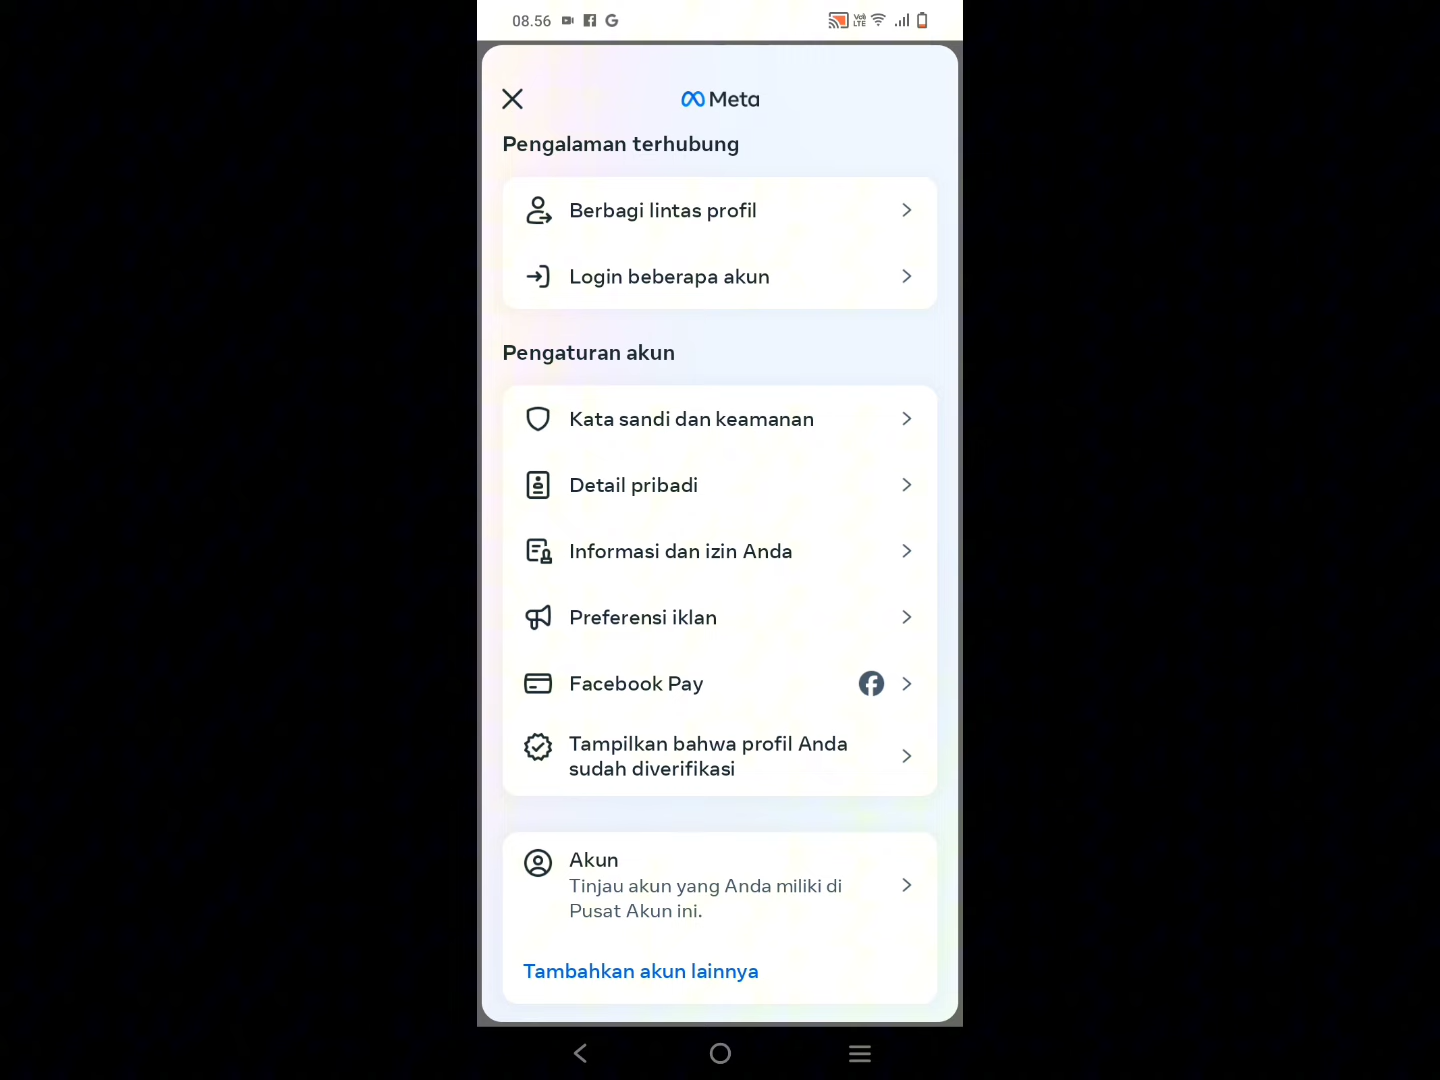 08.56
Vo)
LTE
Meta
Pengalaman terhubung
Berbagi lintas profil
Login beberapa akun
Pengaturan akun
Kata sandi dan keamanan
Detail pribadi
Informasi dan izin Anda
Preferensi iklan
Facebook Pay
Tampilkan bahwa profil Anda
sudah diverifikasi
Akun
Tinjau akun yang Anda miliki di
Pusat Akun ini.
Tambahkan akun lainnya